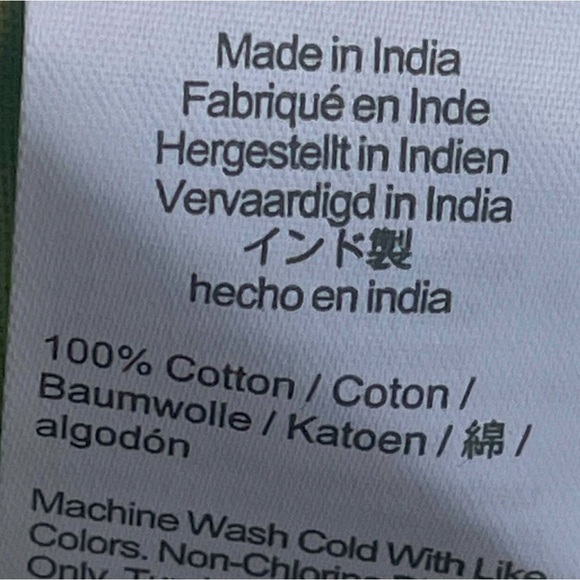 Made in India
Fabriqué en Inde
Hergestellt in Indien
Vervaardigd in India
インド製
hecho en india
100% Cotton / Coton /
Baumwolle / Katoen / 綿 /
algodón
Machine Wash Cold With Like
Colors. Non-Chlorine
Only.